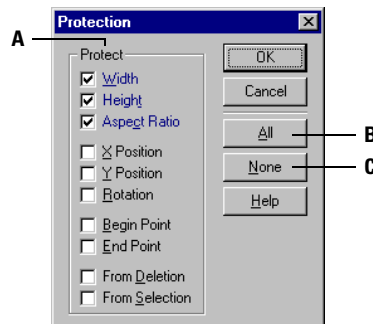 Protection
A
Protect
OK
Width
Cancel
Height
Aspect Ratio
All
B
X Position
None
C
Y Position
Rotation
Help
Begin Point
End Point
From Deletion
From Selection